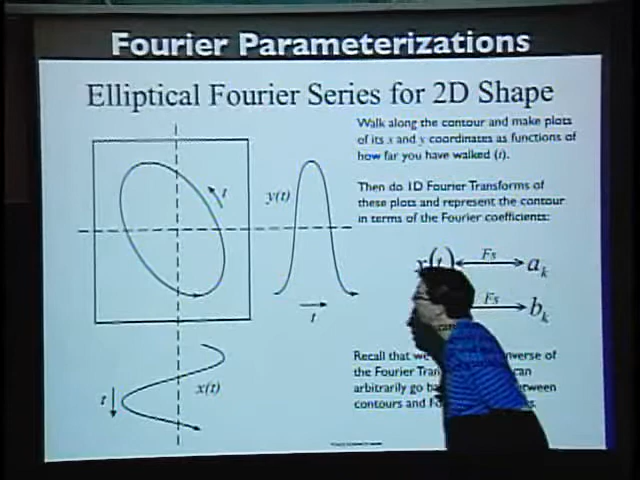 Fourier Parameterizations
Elliptical Fourier Series for 2D Shape
Walk along the contour and make plots
of its x and y coordinates as functions of
how far you have walked (t).
Then do 1D Fourier Transforms of
these plots and represent the contour
in terms of the Fourier coefficients:
t
y(t)
t
x(t) Fs a_k
Fs b_k
Recall that we nverse of
the Fourier Tran can
arbitrarily go ba tween
contours and
t
x(t)